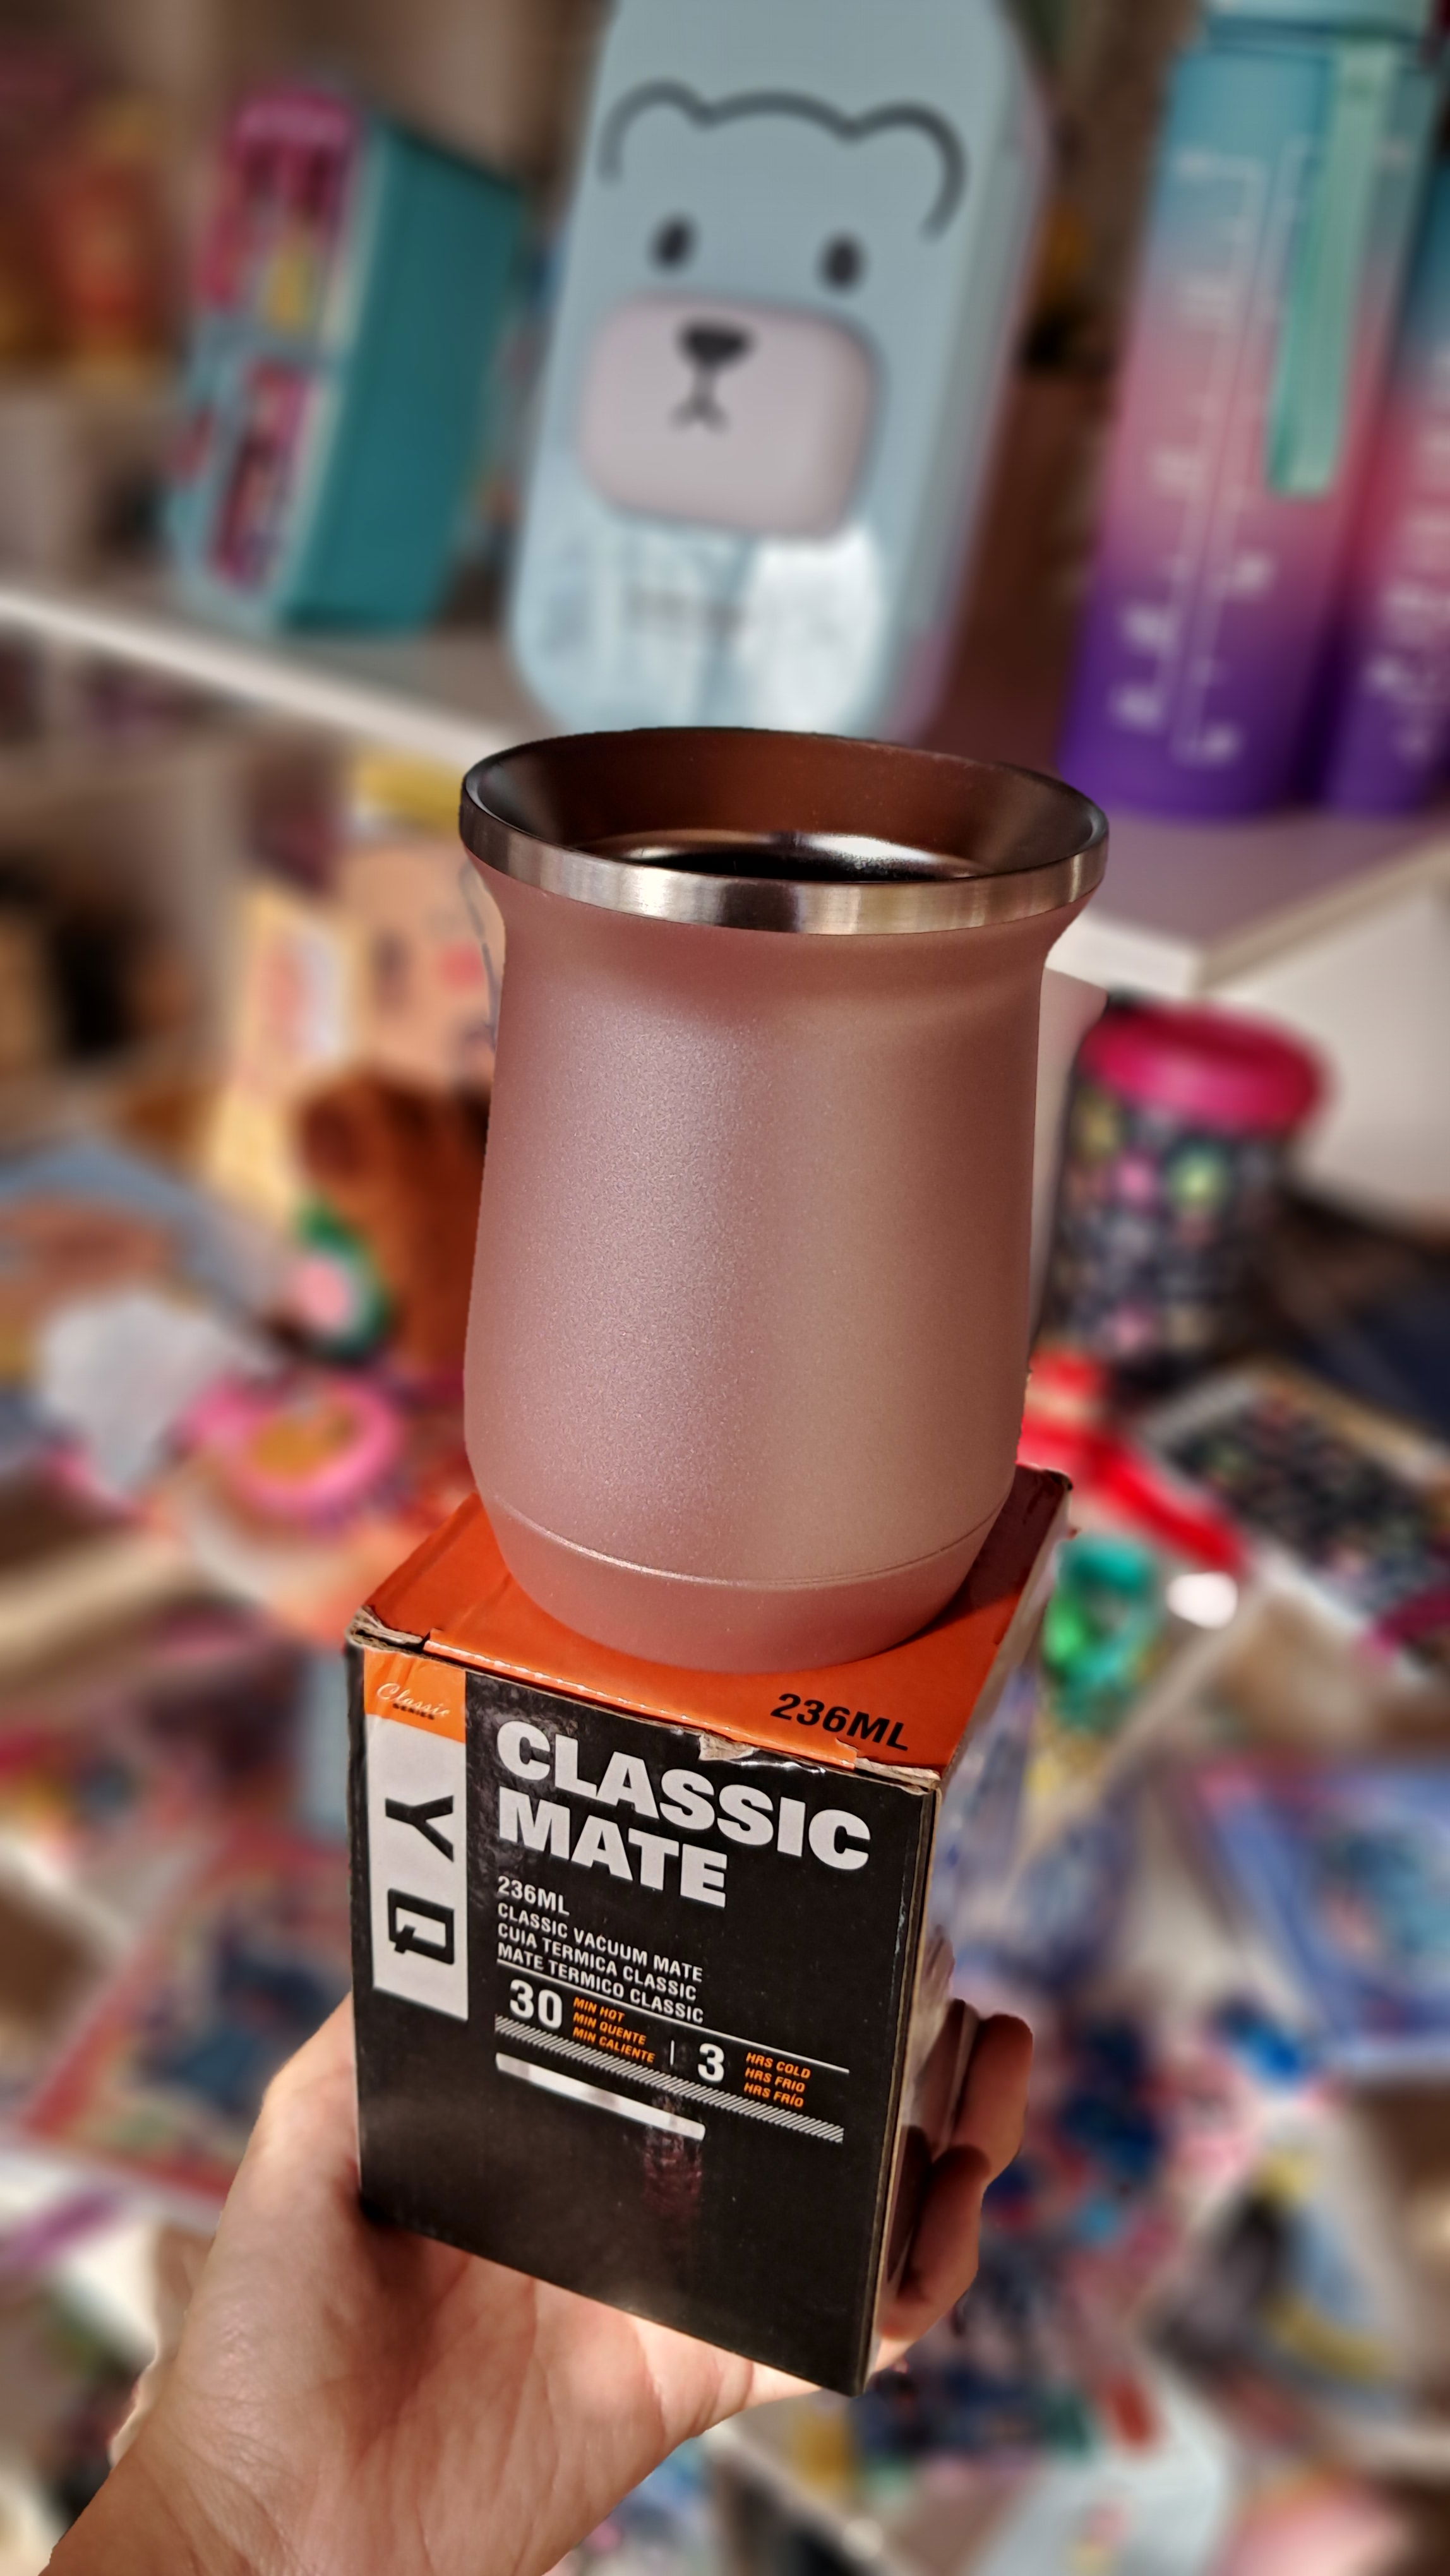 236ML
Classic
SERIES
YQ
CLASSIC
MATE
236ML
CLASSIC VACUUM MATE
CUIA TERMICA CLASSIC
MATE TERMICO CLASSIC
30 MIN HOT
MIN QUENTE
MIN CALIENTE
3 HRS COLD
HRS FRIO
HRS FRÍO